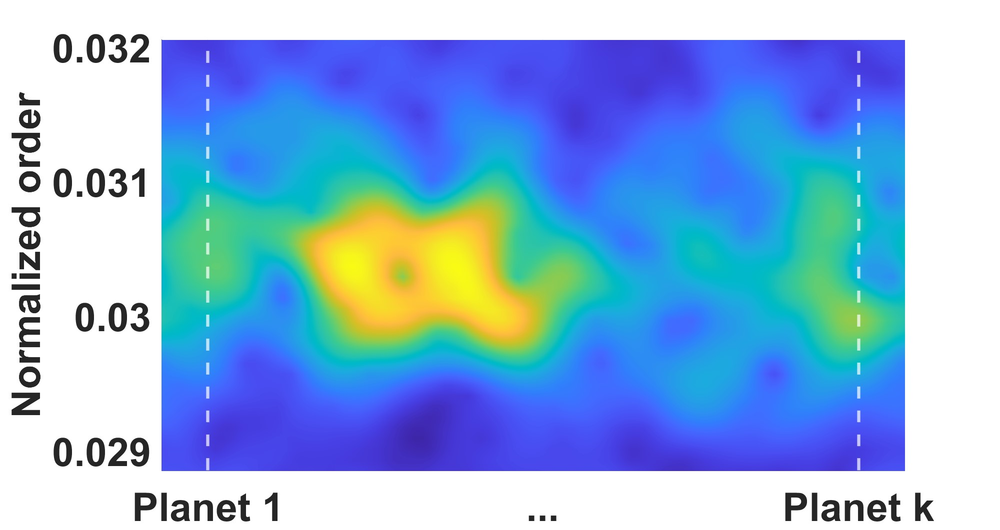 Normalized order
0.032
0.031
0.03
0.029
Planet 1
...
Planet k